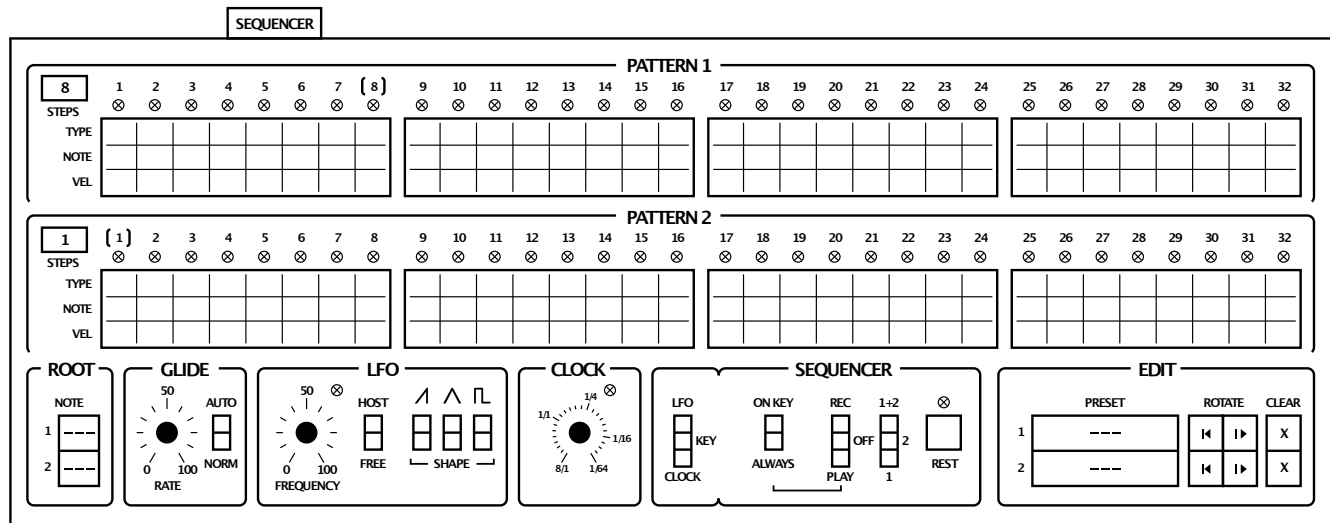 SEQUENCER
PATTERN 1
8 1 2 3 4 5 6 7 (8) 9 10 11 12 13 14 15 16 17 18 19 20 21 22 23 24 25 26 27 28 29 30 31 32
STEPS
TYPE
NOTE
VEL
PATTERN 2
1 (1) 2 3 4 5 6 7 8 9 10 11 12 13 14 15 16 17 18 19 20 21 22 23 24 25 26 27 28 29 30 31 32
STEPS
TYPE
NOTE
VEL
ROOT
NOTE
1 ---
2 ---
GLIDE
50
0 100
RATE
AUTO
NORM
LFO
50
0 100
FREQUENCY
HOST
FREE
SHAPE
CLOCK
1/4
1/1
1/16
8/1 1/64
SEQUENCER
LFO
KEY
CLOCK
ON KEY
ALWAYS
REC
OFF
PLAY
1+2
2
1
REST
EDIT
PRESET ROTATE CLEAR
1 --- X
2 --- X